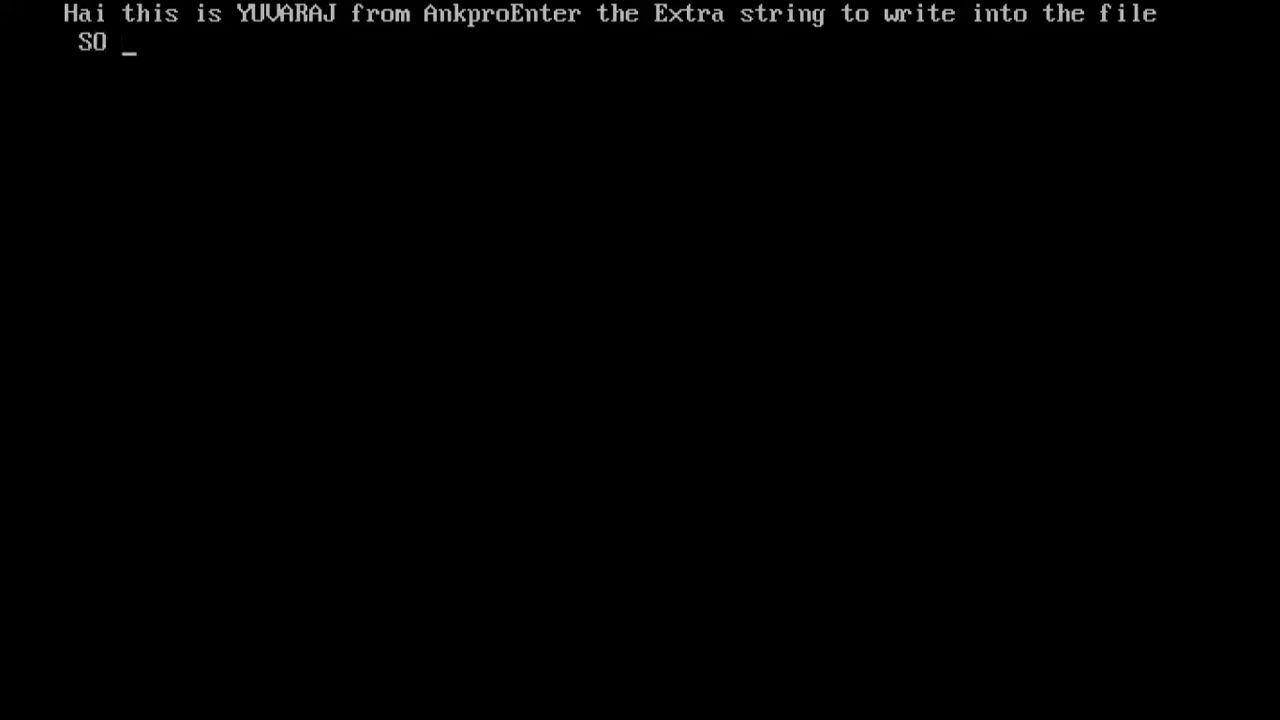 Hai this is YUVARAJ from AnkproEnter the Extra string to write into the file
SO _